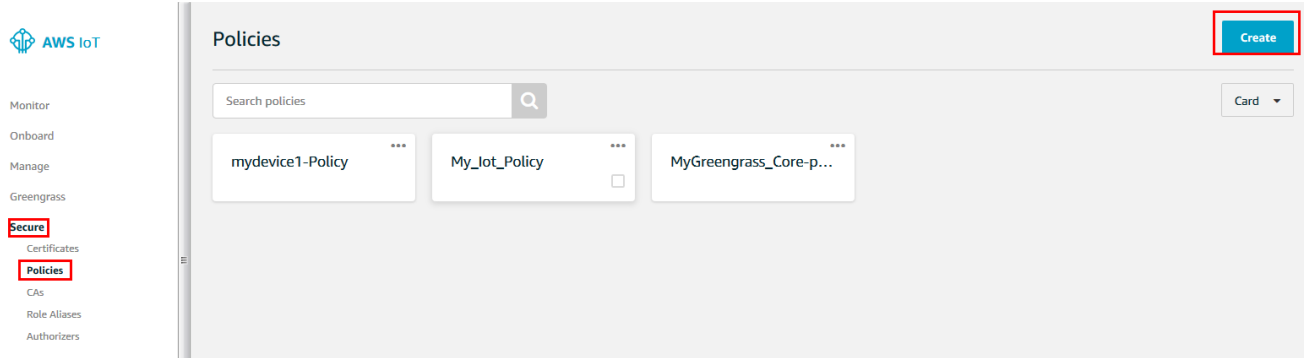 AWS IoT
Monitor
Onboard
Manage
Greengrass
Secure
Certificates
Policies
CAs
Role Aliases
Authorizers
Policies
Create
Search policies
Card
mydevice1-Policy
My_Iot_Policy
MyGreengrass_Core-p...